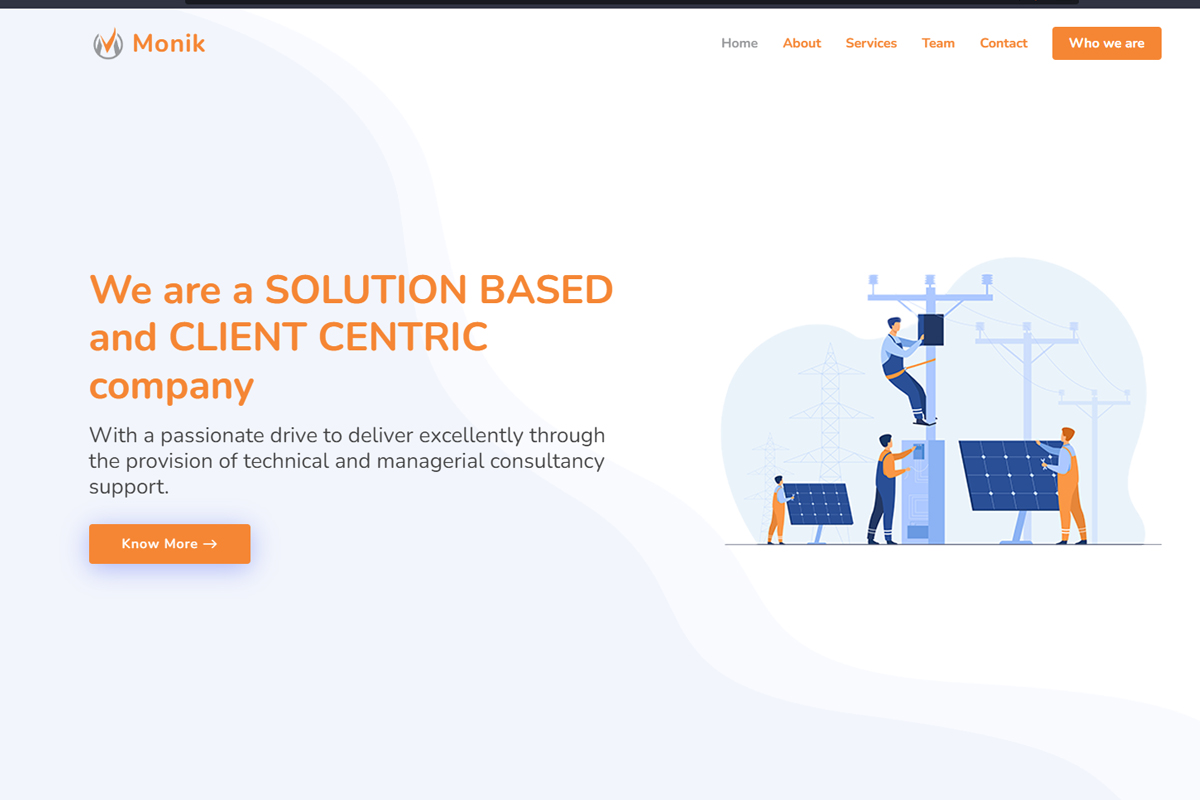 Monik
Home
About
Services
Team
Contact
Who we are
We are a SOLUTION BASED
and CLIENT CENTRIC
company
With a passionate drive to deliver excellently through
the provision of technical and managerial consultancy
support.
Know More →